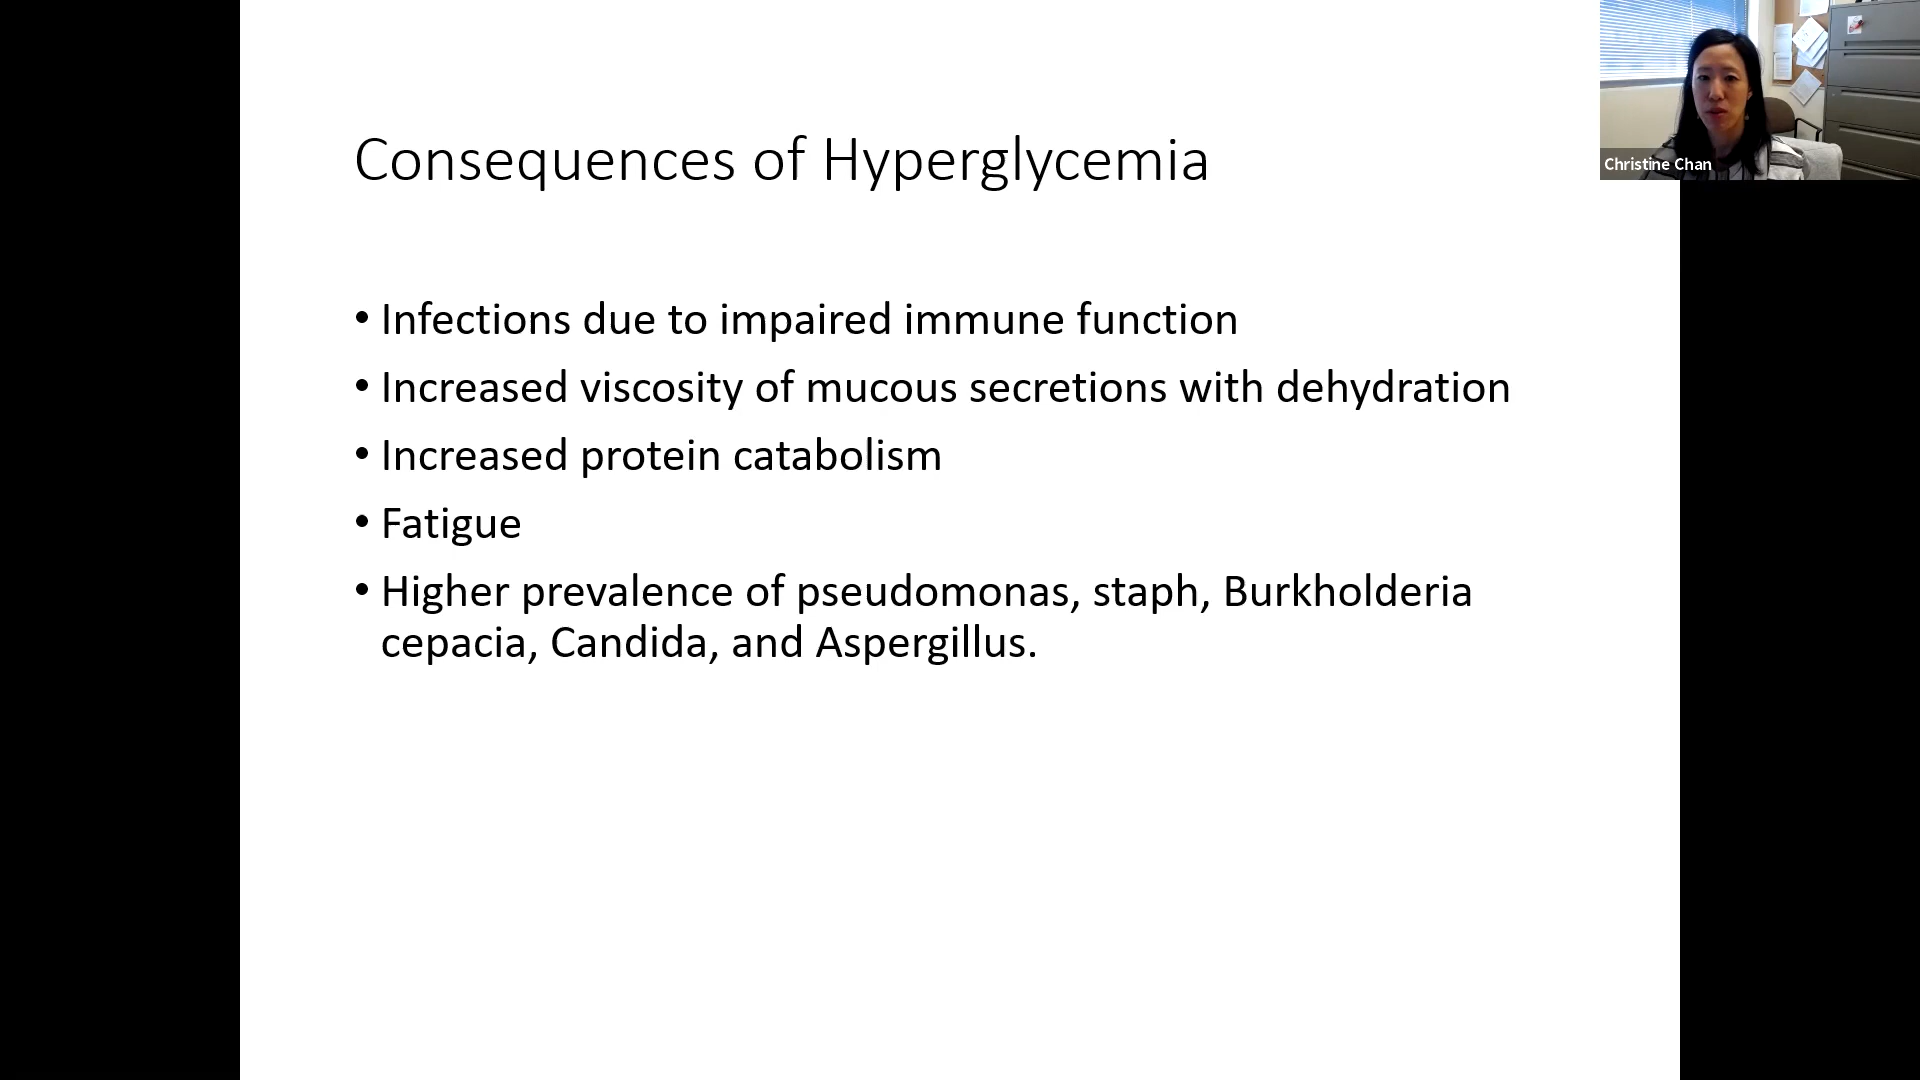 Consequences of Hyperglycemia
Christine Chan
• Infections due to impaired immune function
• Increased viscosity of mucous secretions with dehydration
• Increased protein catabolism
• Fatigue
• Higher prevalence of pseudomonas, staph, Burkholderia
cepacia, Candida, and Aspergillus.